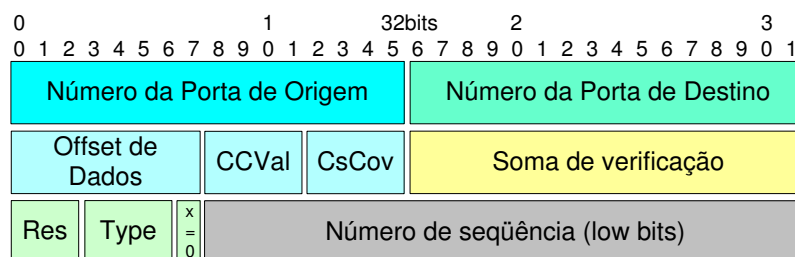 0 1 32bits 2 3
0 1 2 3 4 5 6 7 8 9 0 1 2 3 4 5 6 7 8 9 0 1 2 3 4 5 6 7 8 9 0 1
Número da Porta de Origem Número da Porta de Destino
Offset de
Dados CCVal CsCov Soma de verificação
Res Type x
=
0 Número de seqüência (low bits)